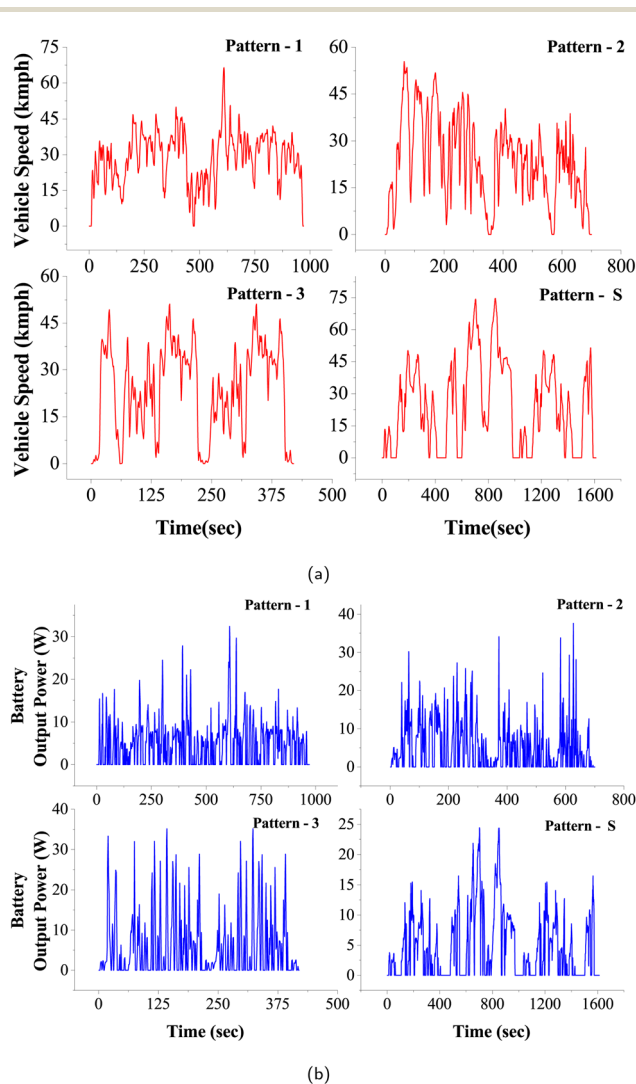 Pattern - 1
Vehicle Speed (kmph)
75
60
45
30
15
0
0 250 500 750 1000
Pattern - 2
60
45
30
15
0
0 200 400 600 800
Pattern - 3
Vehicle Speed (kmph)
60
45
30
15
0
0 125 250 375 500
Time(sec)
Pattern - S
75
60
45
30
15
0
0 400 800 1200 1600
Time(sec)
(a)
Pattern - 1
Battery
Output Power (W)
30
20
10
0
0 250 500 750 1000
Pattern - 2
40
30
20
10
0
0 200 400 600 800
Pattern - 3
Battery
Output Power (W)
40
30
20
10
0
0 125 250 375 500
Time (sec)
Pattern - S
25
20
15
10
5
0
0 400 800 1200 1600
Time (sec)
(b)